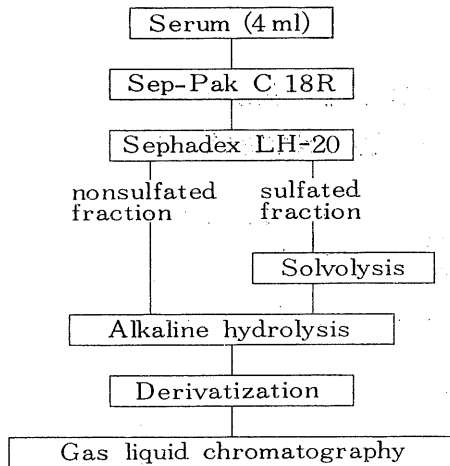 Serum (4 ml)
Sep-Pak C 18R
Sephadex LH-20
nonsulfated
fraction
sulfated
fraction
Solvolysis
Alkaline hydrolysis
Derivatization
Gas liquid chromatography